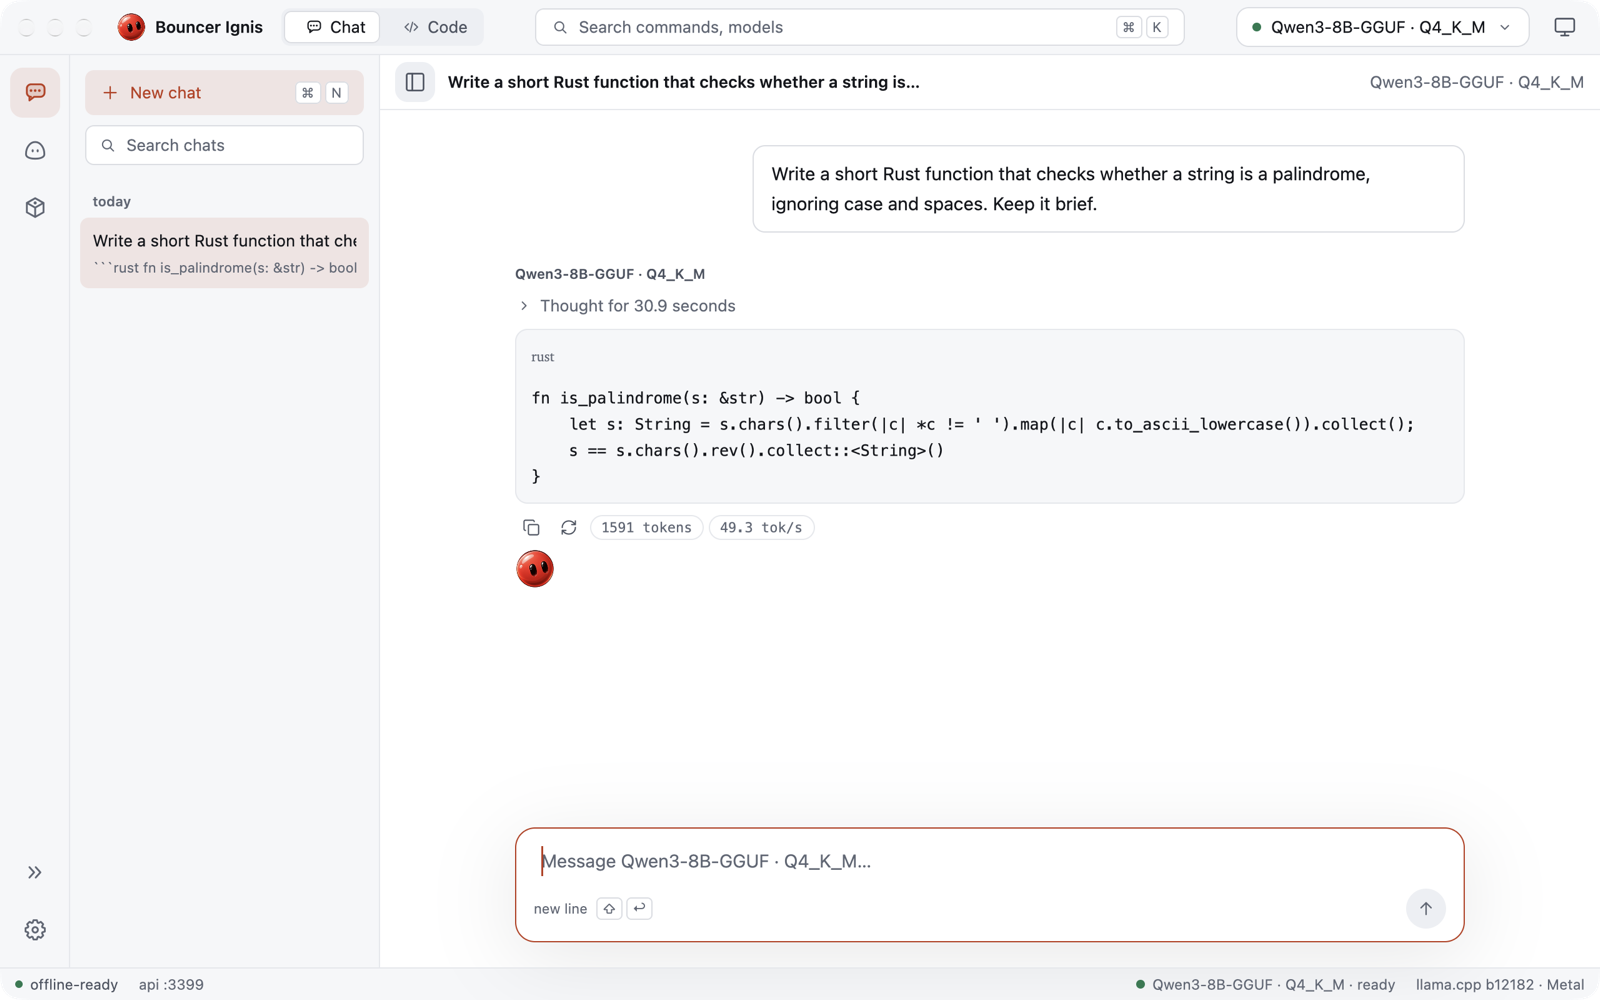 Bouncer Ignis
Chat
Code
Search commands, models
⌘ K
Qwen3-8B-GGUF · Q4_K_M
New chat
⌘ N
Search chats
today
Write a short Rust function that che
```rust fn is_palindrome(s: &str) -> bool
Write a short Rust function that checks whether a string is...
Qwen3-8B-GGUF · Q4_K_M
Write a short Rust function that checks whether a string is a palindrome,
ignoring case and spaces. Keep it brief.
Qwen3-8B-GGUF · Q4_K_M
Thought for 30.9 seconds
rust
fn is_palindrome(s: &str) -> bool {
    let s: String = s.chars().filter(|c| *c != ' ').map(|c| c.to_ascii_lowercase()).collect();
    s == s.chars().rev().collect::<String>()
}
1591 tokens
49.3 tok/s
Message Qwen3-8B-GGUF · Q4_K_M...
new line
offline-ready
api :3399
Qwen3-8B-GGUF · Q4_K_M · ready
llama.cpp b12182 · Metal